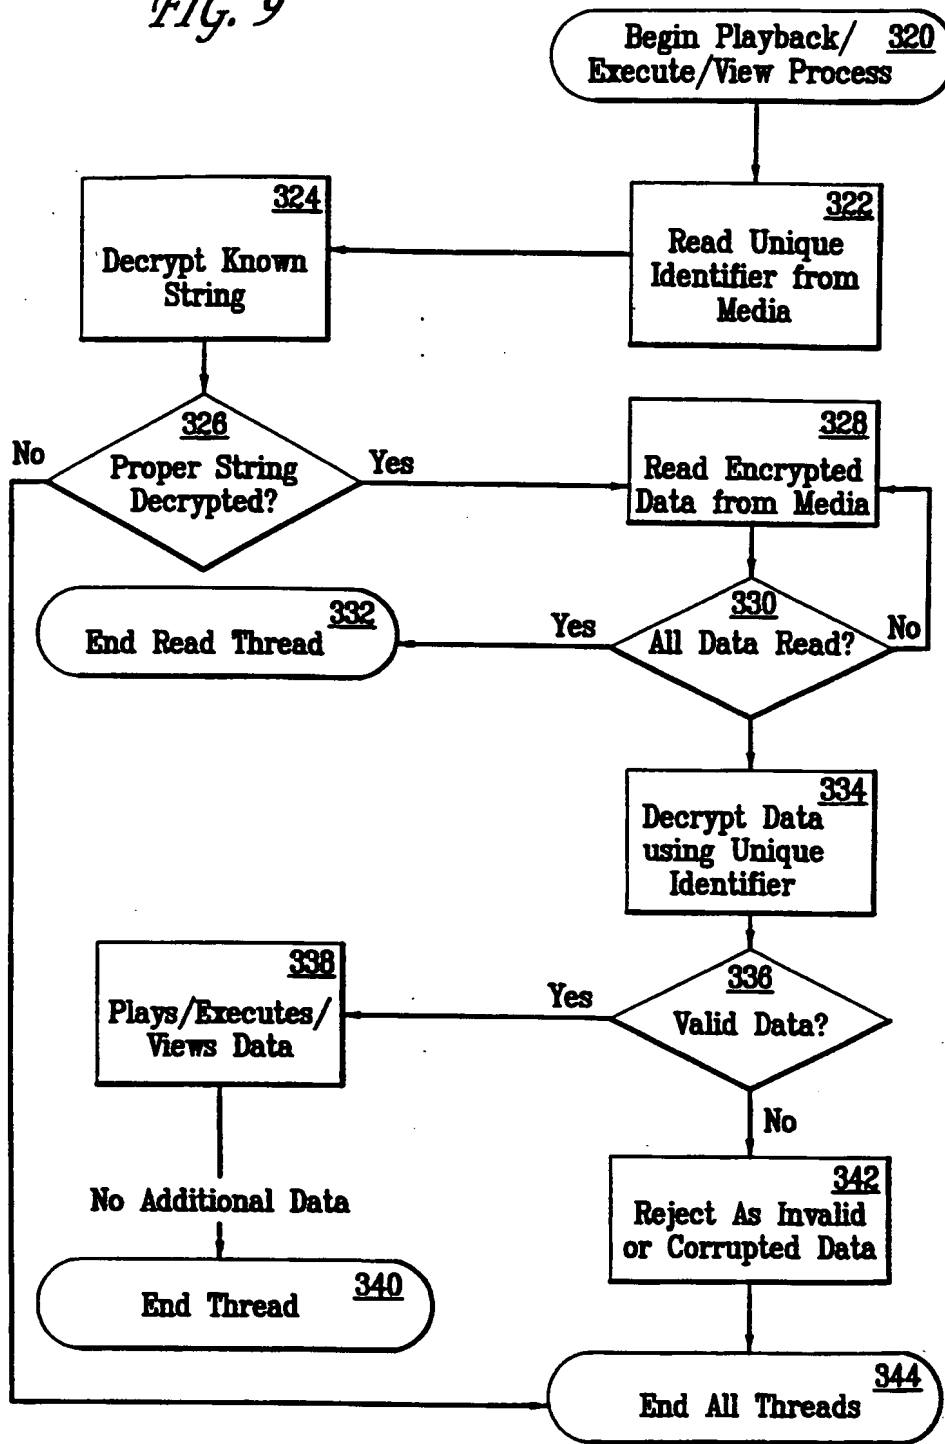 FIG. 9
Begin Playback/ 320
Execute/View Process
322
Read Unique
Identifier from
Media
324
Decrypt Known
String
326
Proper String
Decrypted?
No
Yes
328
Read Encrypted
Data from Media
330
All Data Read?
Yes
No
332
End Read Thread
334
Decrypt Data
using Unique
Identifier
336
Valid Data?
Yes
No
338
Plays/Executes/
Views Data
No Additional Data
340
End Thread
342
Reject As Invalid
or Corrupted Data
344
End All Threads